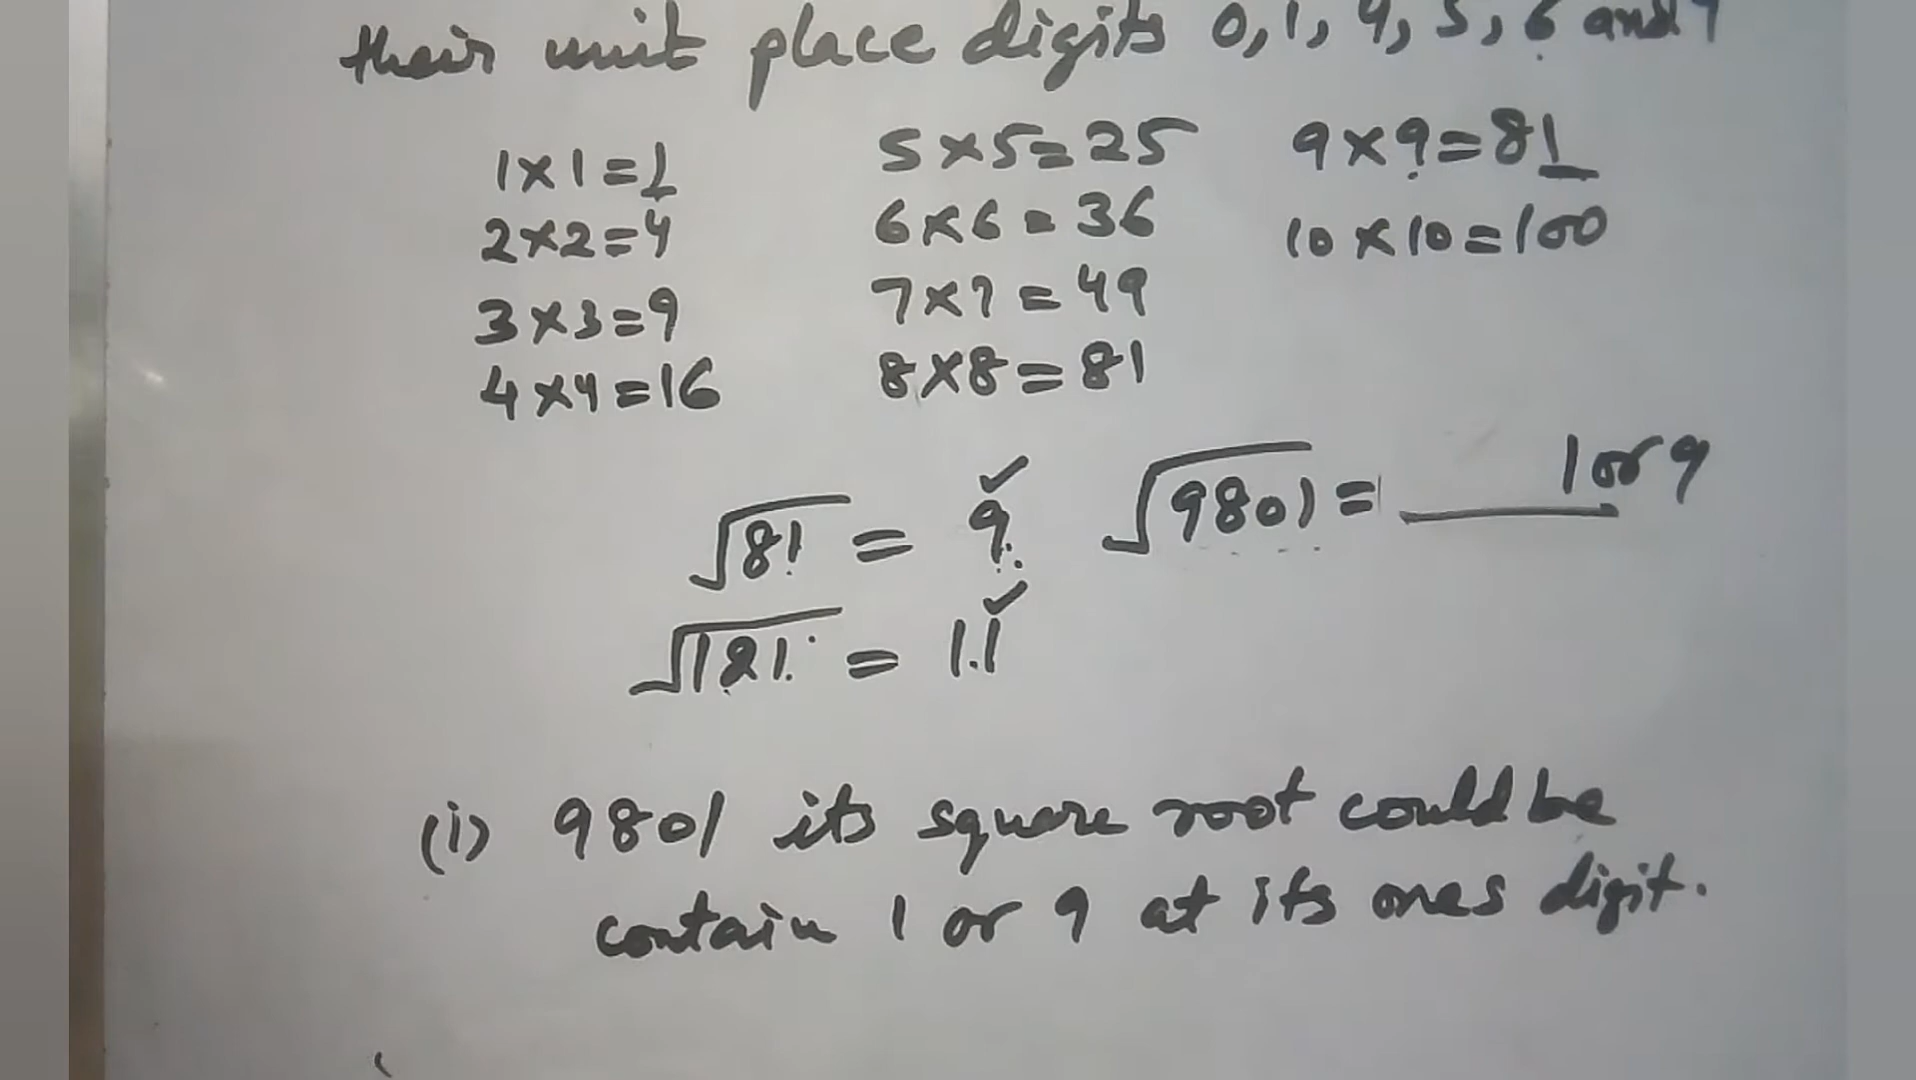 their unit place digits 0, 1, 4, 5, 6 and 9
1×1=1
2×2=4
3×3=9
4×4=16
5×5=25
6×6=36
7×7=49
8×8=81
9×9=81
10×10=100
√81 = 9
√121 = 11
√9801 = 1 or 9
(i) 9801 its square root could be
contain 1 or 9 at its ones digit.